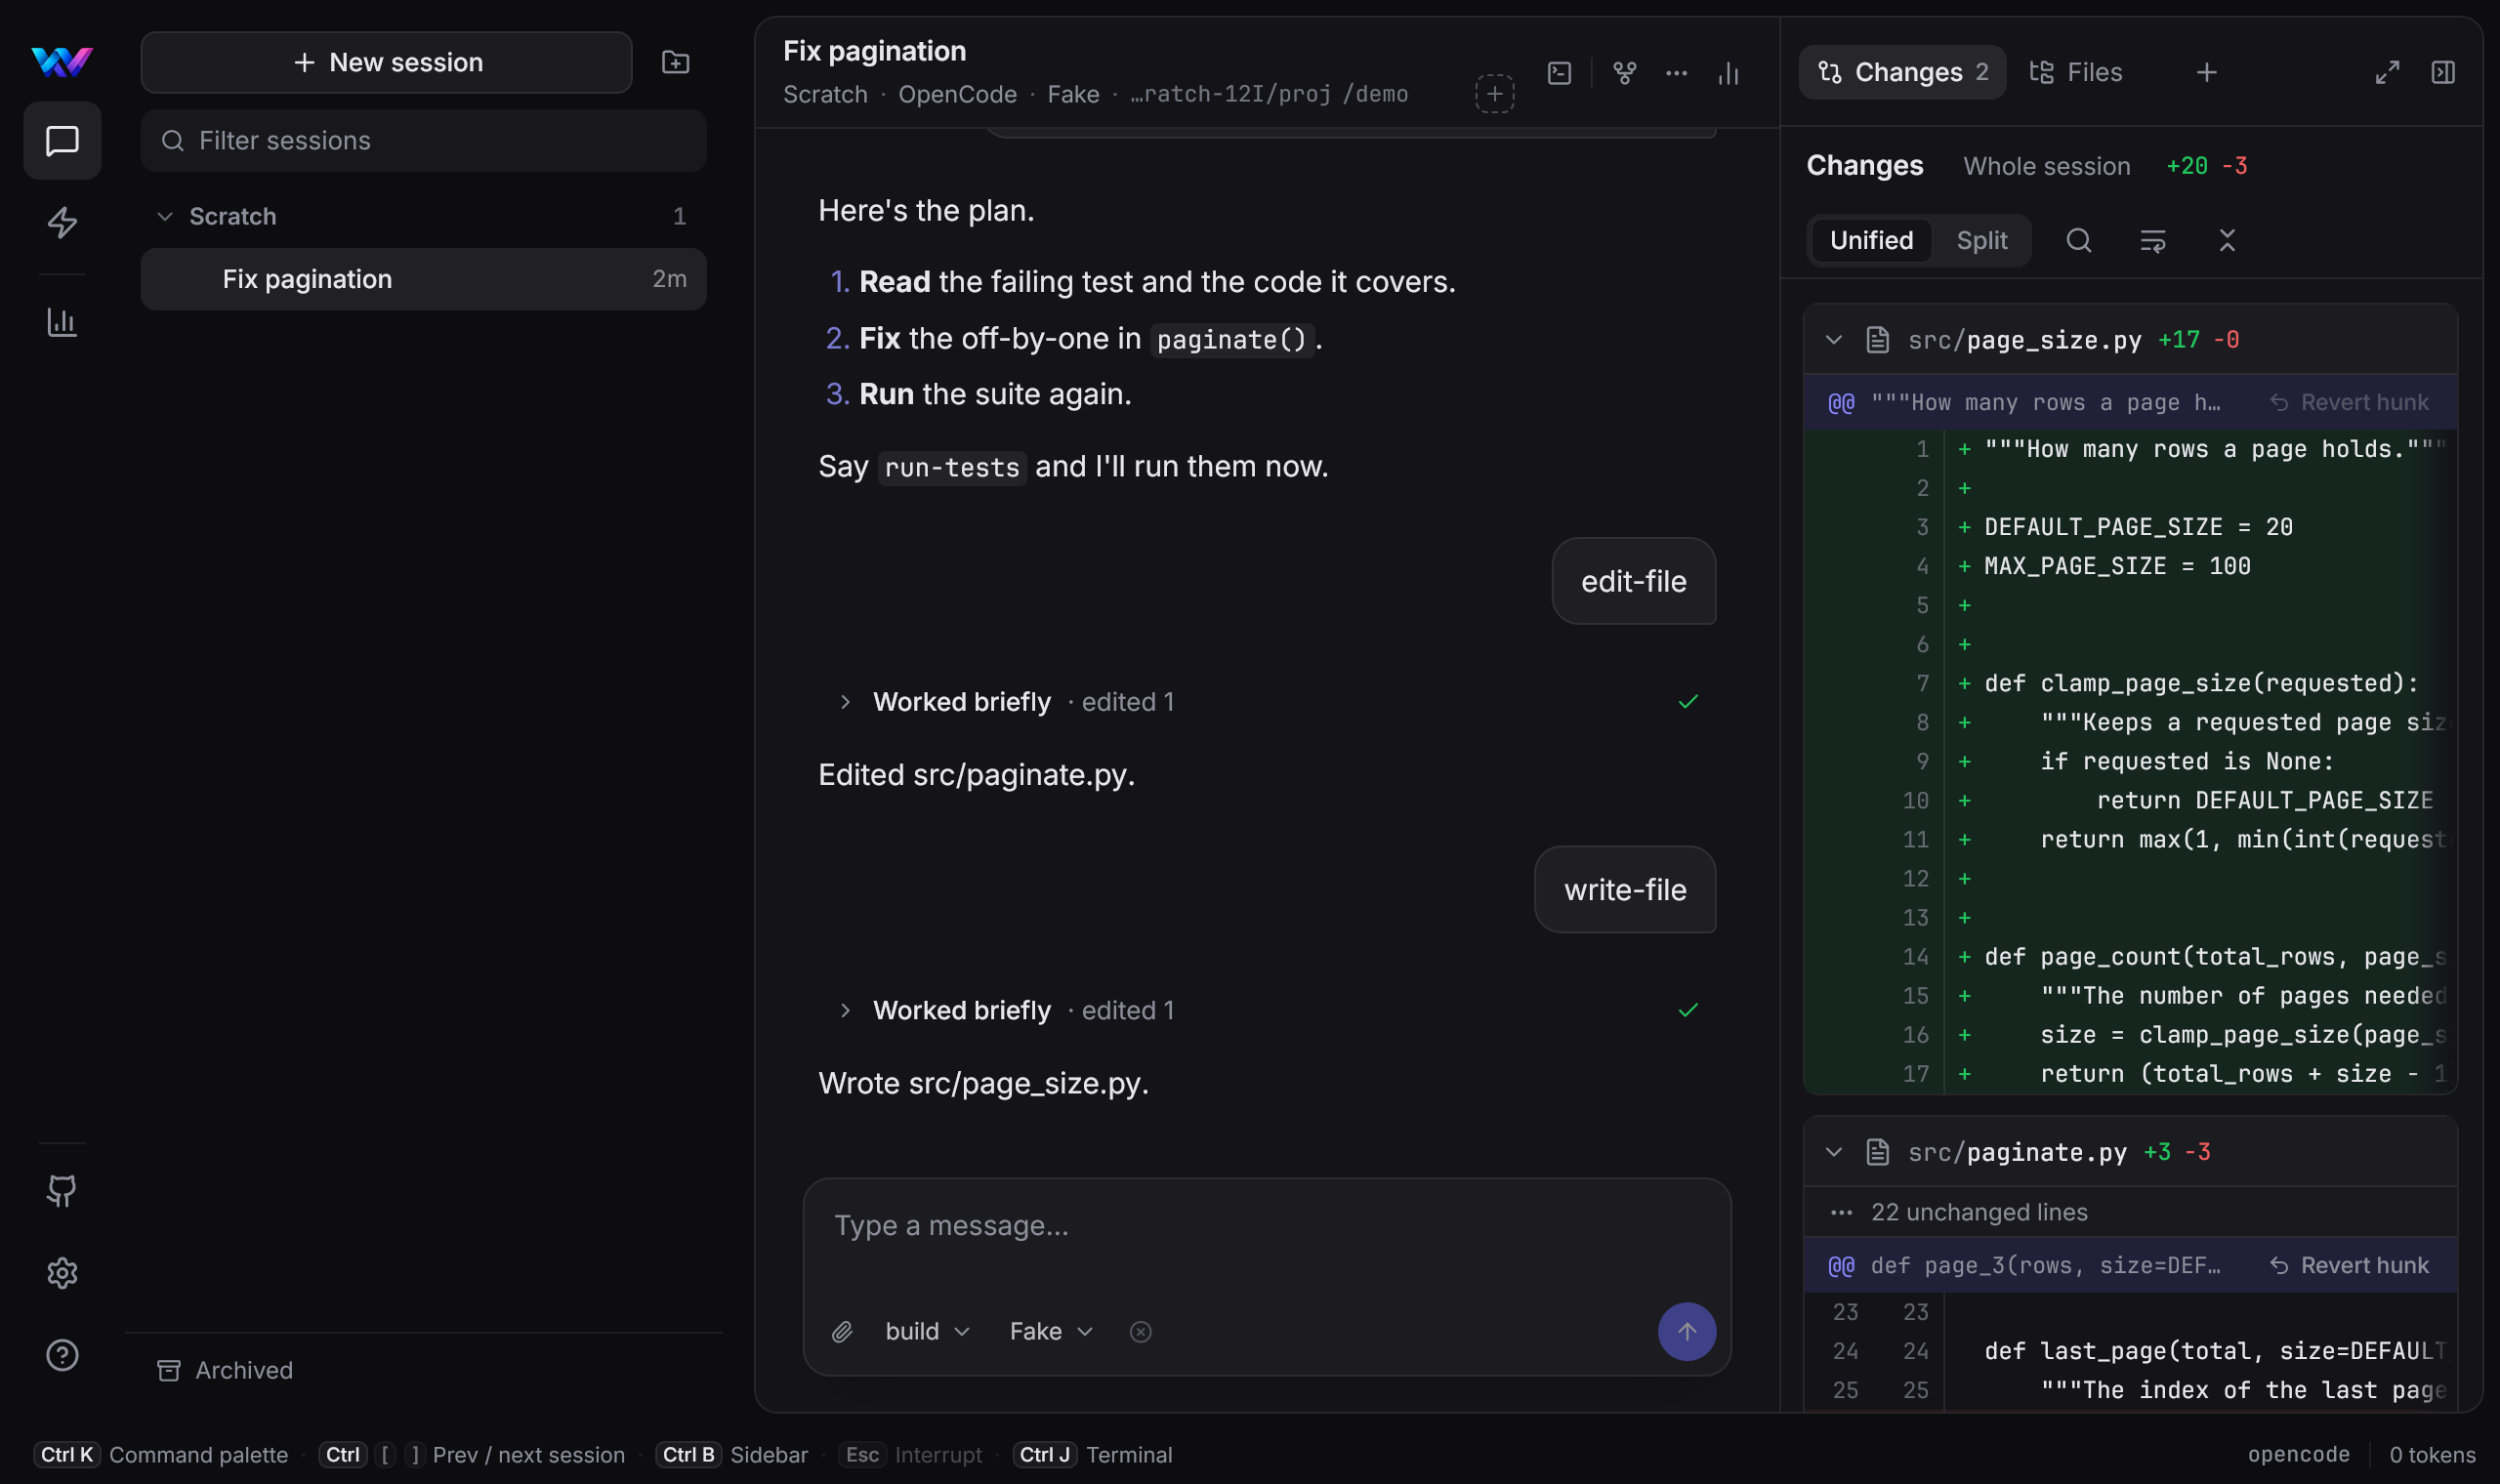 New session
Filter sessions
Scratch 1
Fix pagination 2m
Archived
Fix pagination
Scratch · OpenCode · Fake · …ratch-12I/proj /demo
Here's the plan.
1. Read the failing test and the code it covers.
2. Fix the off-by-one in paginate().
3. Run the suite again.
Say run-tests and I'll run them now.
edit-file
Worked briefly · edited 1
Edited src/paginate.py.
write-file
Worked briefly · edited 1
Wrote src/page_size.py.
Type a message...
build Fake
Changes 2 Files
Changes Whole session +20 -3
Unified Split
src/page_size.py +17 -0
@@ """How many rows a page h… Revert hunk
1 + """How many rows a page holds."""
2 +
3 + DEFAULT_PAGE_SIZE = 20
4 + MAX_PAGE_SIZE = 100
5 +
6 +
7 + def clamp_page_size(requested):
8 + """Keeps a requested page siz
9 + if requested is None:
10 + return DEFAULT_PAGE_SIZE
11 + return max(1, min(int(request
12 +
13 +
14 + def page_count(total_rows, page_s
15 + """The number of pages needed
16 + size = clamp_page_size(page_s
17 + return (total_rows + size - 1
src/paginate.py +3 -3
22 unchanged lines
@@ def page_3(rows, size=DEF… Revert hunk
23 23
24 24 def last_page(total, size=DEFAULT
25 25 """The index of the last page
Ctrl K Command palette · Ctrl [ ] Prev / next session · Ctrl B Sidebar · Esc Interrupt · Ctrl J Terminal
opencode 0 tokens